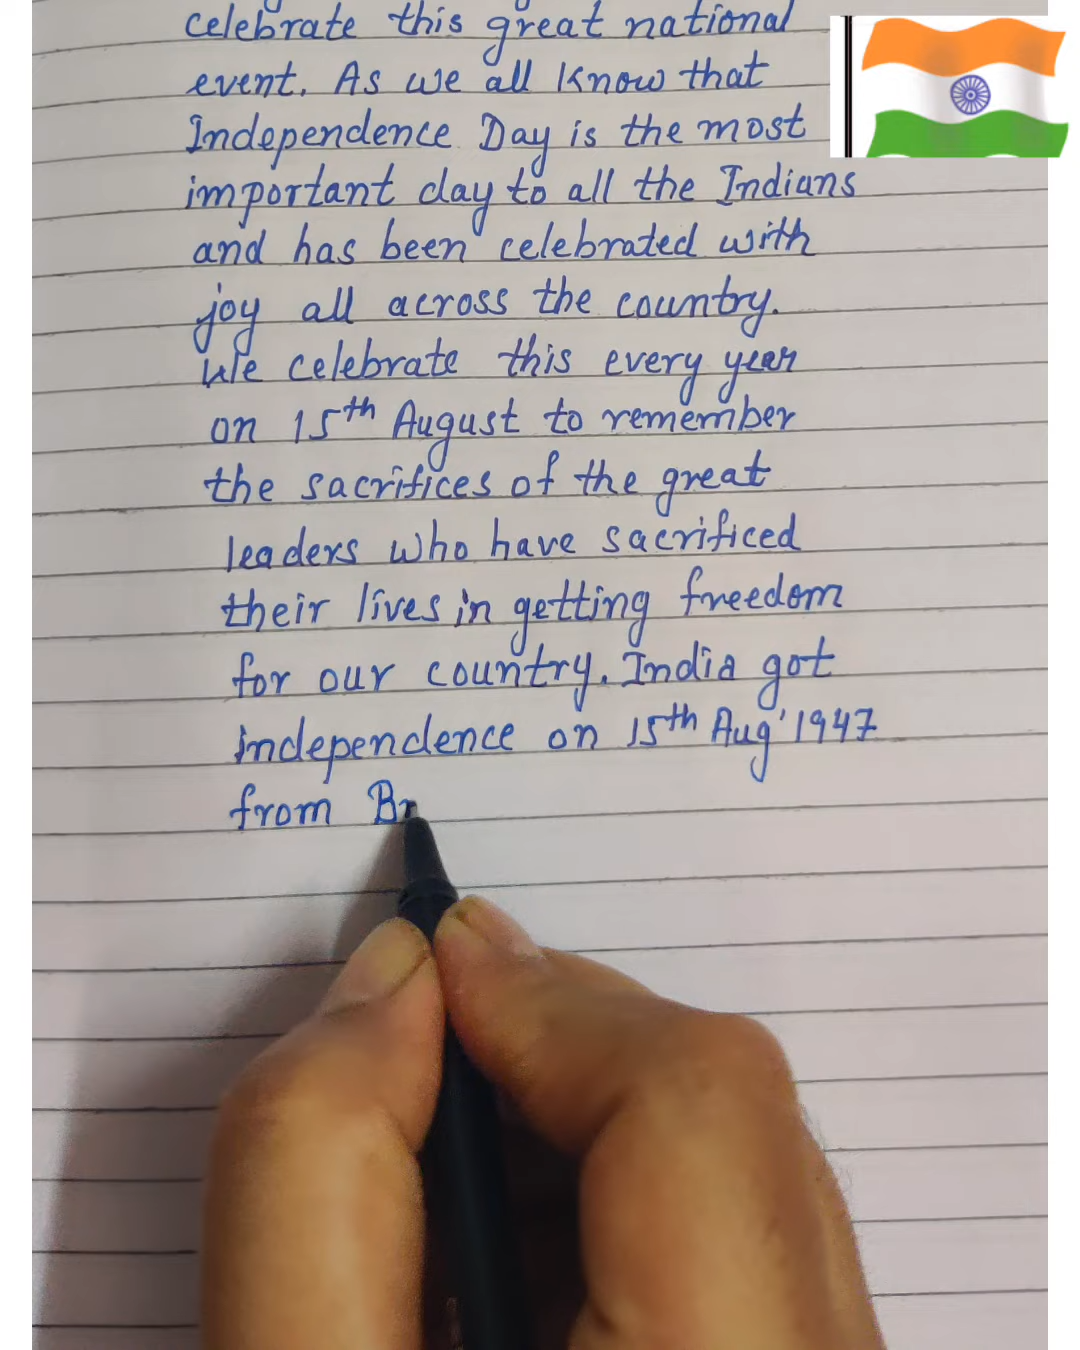 celebrate this great national
event. As we all know that
Independence Day is the most
important day to all the Indians
and has been celebrated with
joy all across the country.
We celebrate this every year
on 15th August to remember
the sacrifices of the great
leaders who have sacrificed
their lives in getting freedom
for our country. India got
independence on 15th Aug' 1947
from Br